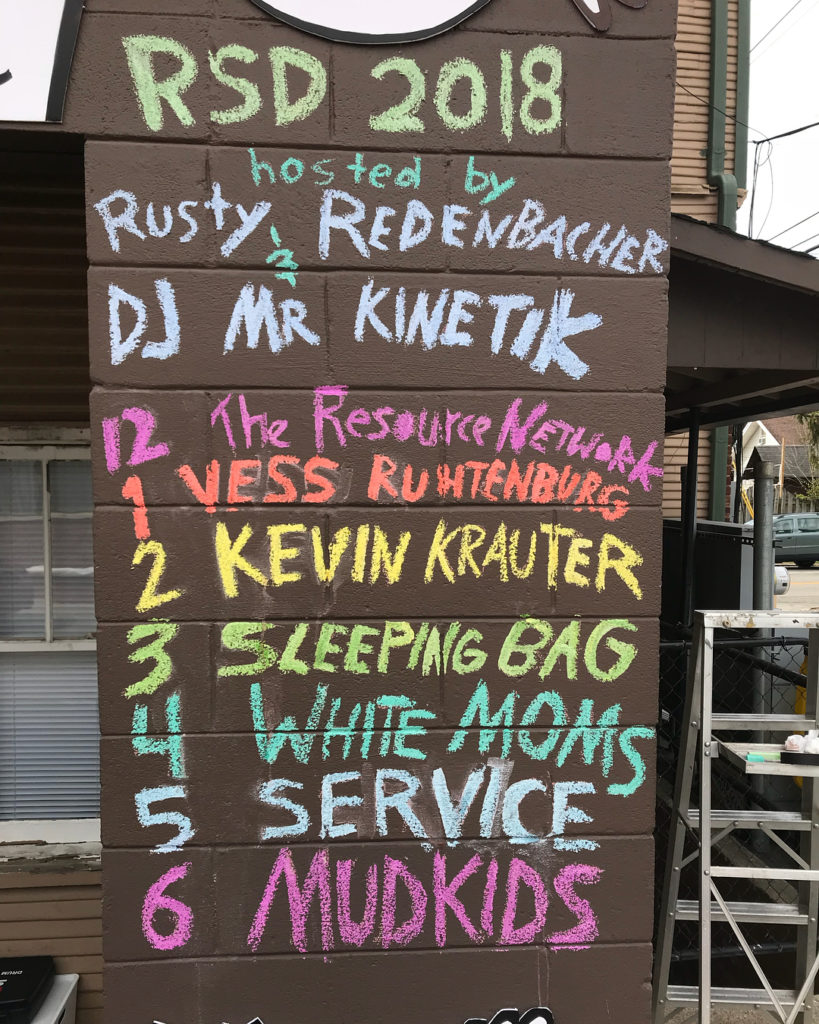 RSD 2018
hosted by
Rusty & REDENBACHER
DJ MR KINETIK
12 The Resource Network
1 VESS RUHTENBURG
2 KEVIN KRAUTER
3 SLEEPING BAG
4 WHITE MOMS
5 SERVICE
6 MUDKIDS
DRUM